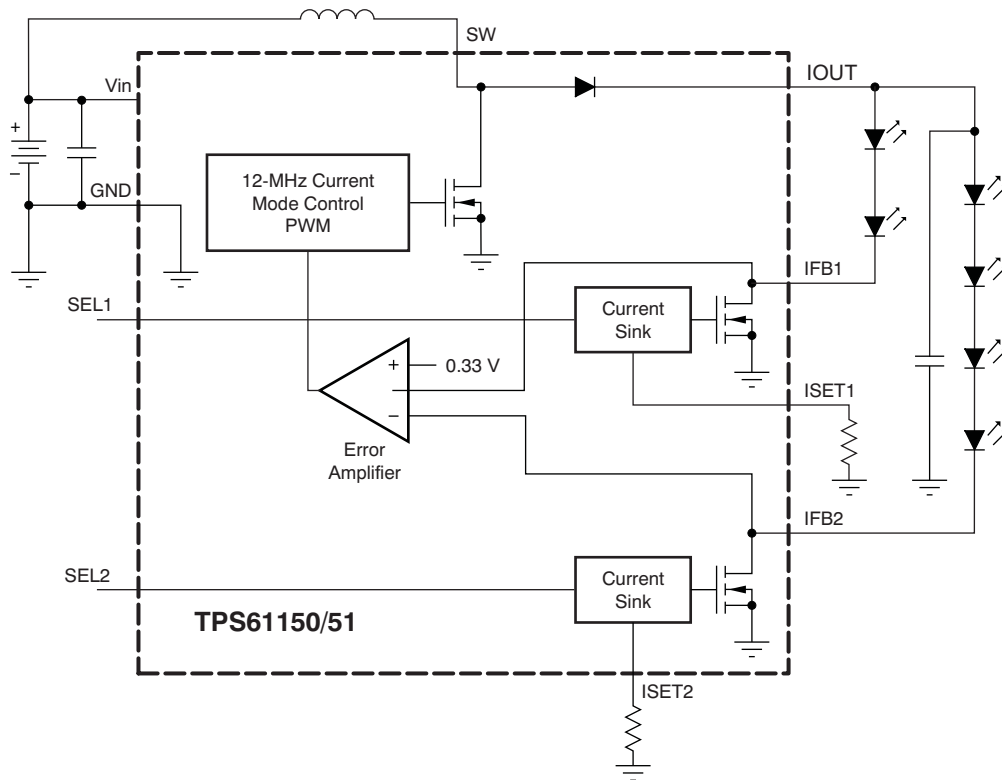 SW
IOUT
Vin
+
−
GND
12-MHz Current
Mode Control
PWM
IFB1
SEL1
Current
Sink
+
0.33 V
−
−
ISET1
Error
Amplifier
IFB2
SEL2
Current
Sink
TPS61150/51
ISET2